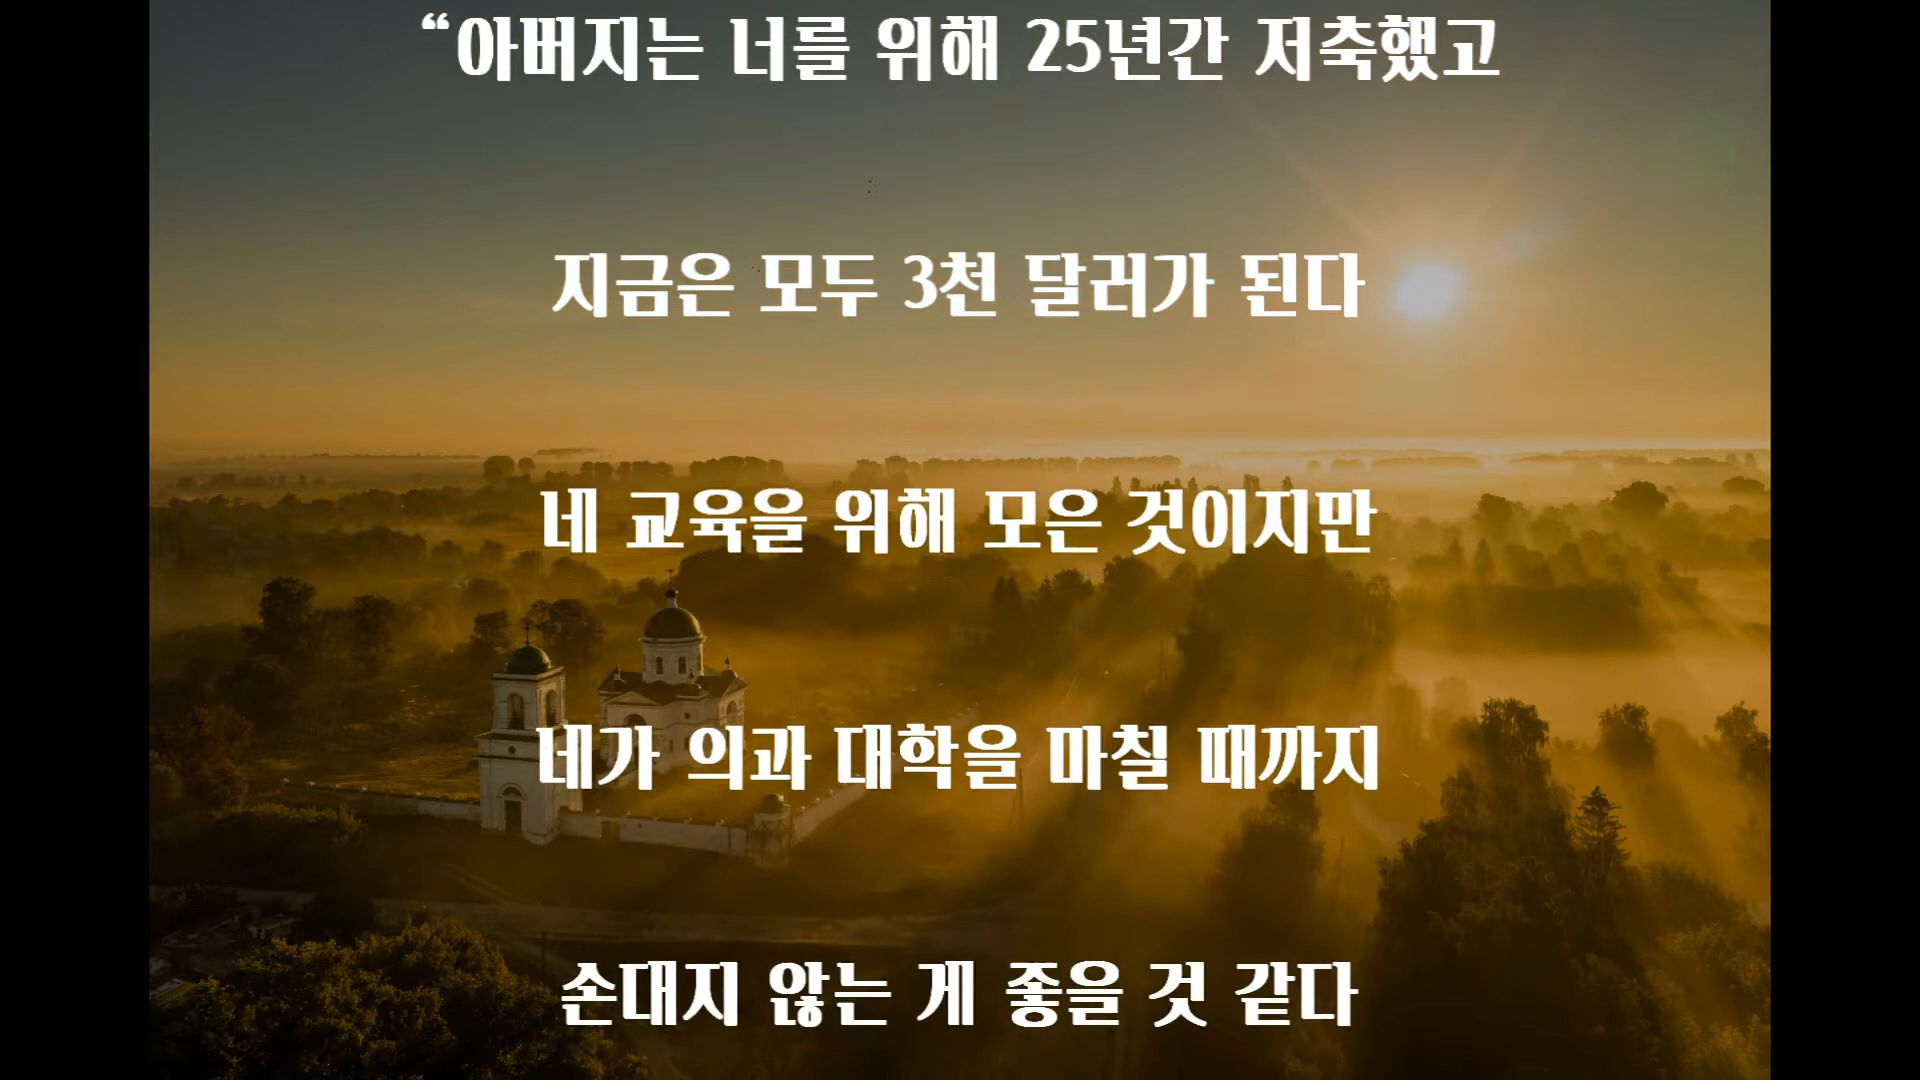 “아버지는 너를 위해 25년간 저축했고
지금은 모두 3천 달러가 된다
네 교육을 위해 모은 것이지만
네가 의과 대학을 마칠 때까지
손대지 않는 게 좋을 것 같다